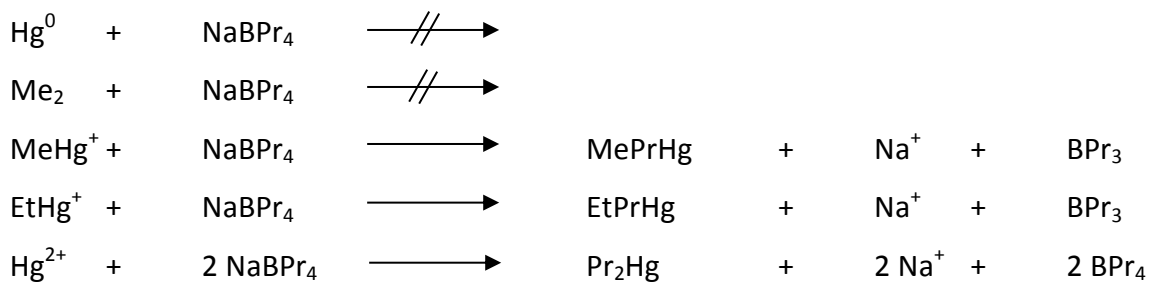 Hg⁰ + NaBPr₄
Me₂ + NaBPr₄
MeHg⁺ + NaBPr₄ MePrHg + Na⁺ + BPr₃
EtHg⁺ + NaBPr₄ EtPrHg + Na⁺ + BPr₃
Hg²⁺ + 2 NaBPr₄ Pr₂Hg + 2 Na⁺ + 2 BPr₄